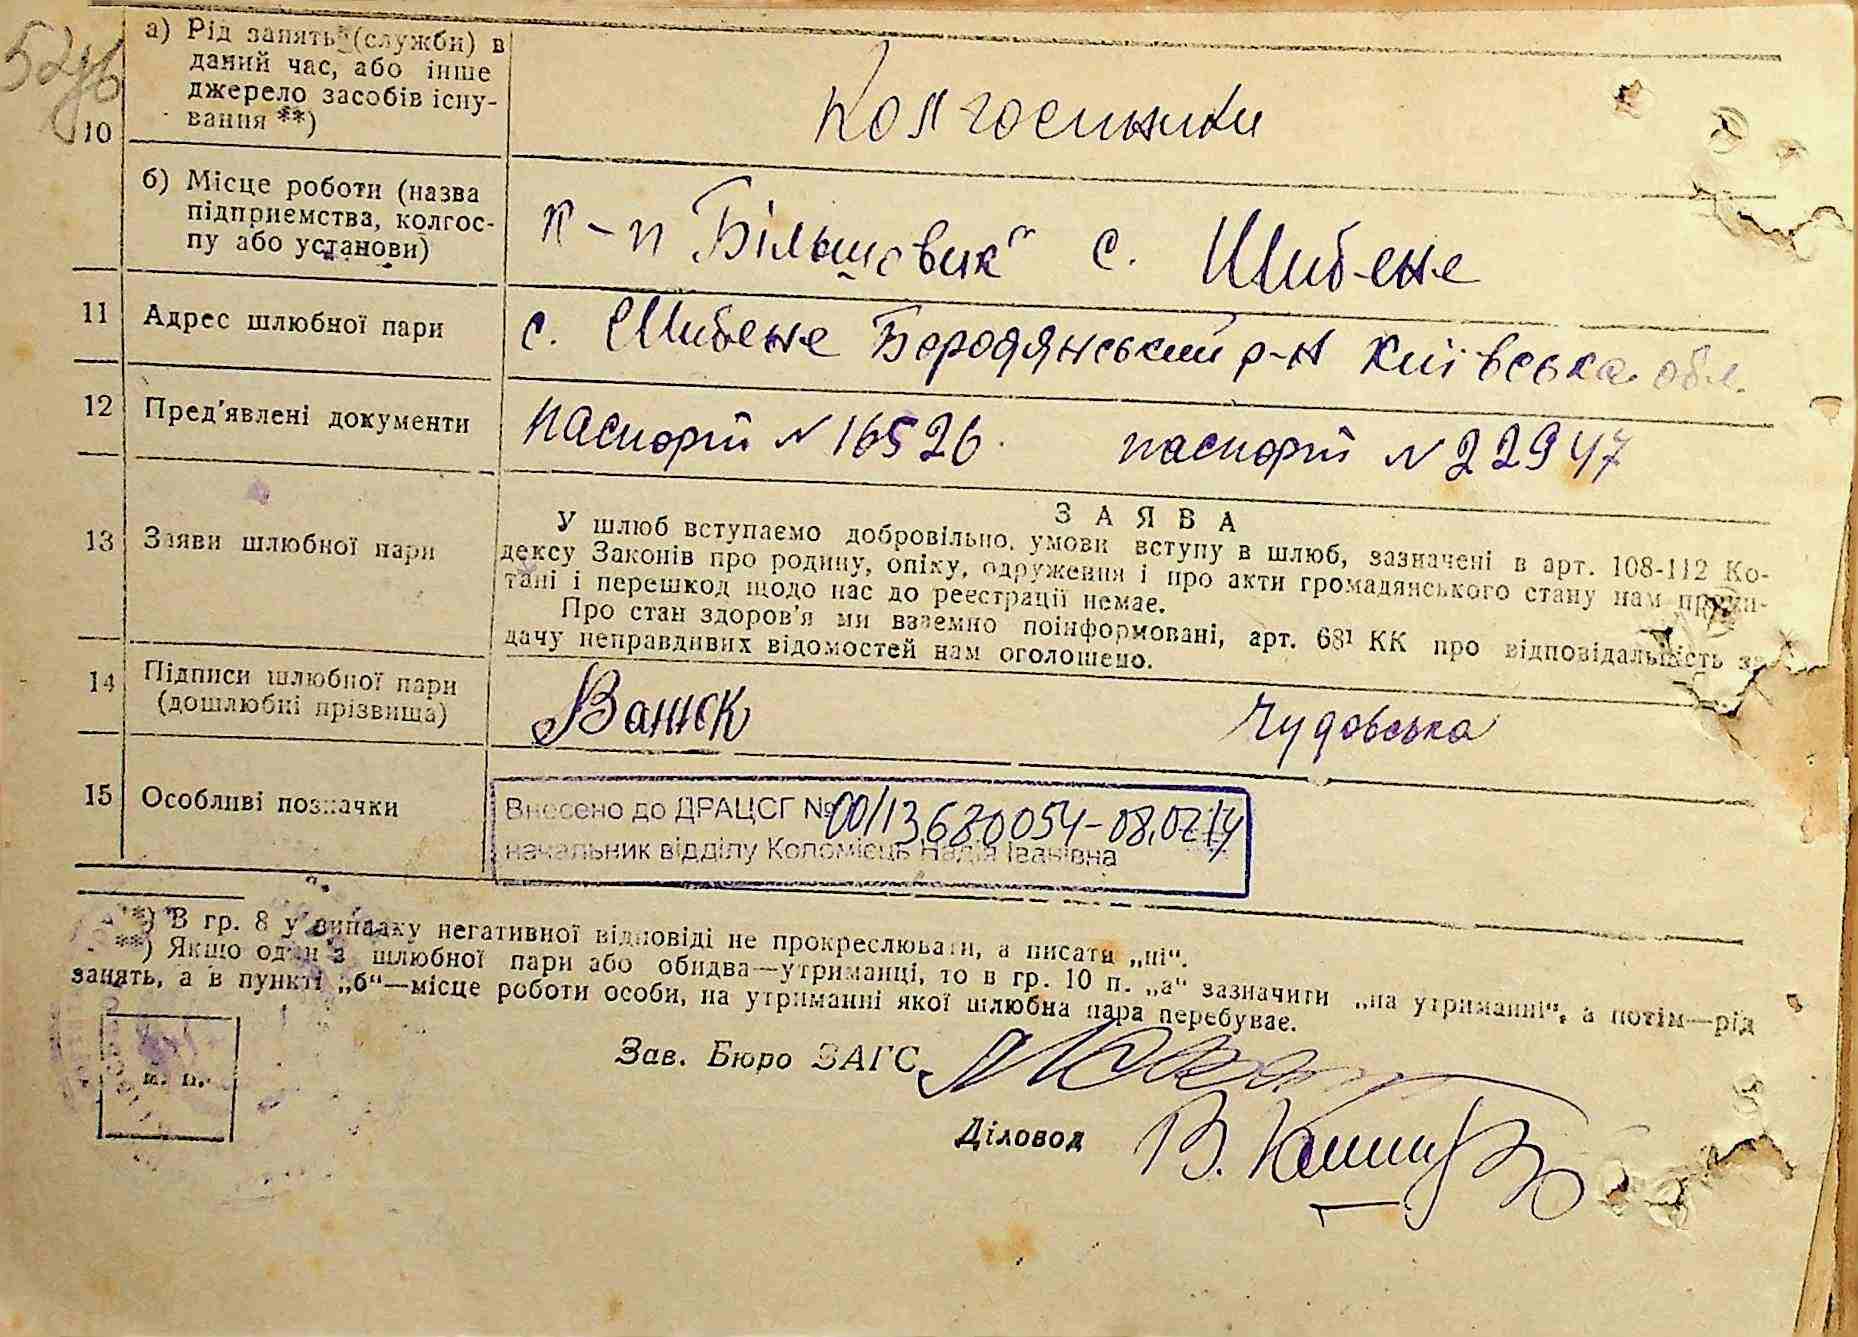 52
10
а) Рід занять (служби) в
даний час, або інше
джерело засобів існу-
вання **)
Колгоспники
б) Місце роботи (назва
підприємства, колгос-
пу або установи)
к-п "Більшовик" с. Шибене
11 Адрес шлюбної пари
с. Шибене Бородянський р-н Київська обл.
12 Пред'явлені документи
паспорт № 16526. паспорт № 22947
13 Заяви шлюбної пари
ЗАЯВА
У шлюб вступаємо добровільно, умови вступу в шлюб, зазначені в арт. 108-112 Ко-
дексу Законів про родину, опіку, одруження і про акти громадянського стану нам прочи-
тані і перешкод щодо нас до реєстрації немає.
Про стан здоров'я ми взаємно поінформовані, арт. 68¹ КК про відповідальність за
дачу неправдивих відомостей нам оголошено.
14 Підписи шлюбної пари
(дошлюбні прізвища)
Чудовська
15 Особливі позначки
Внесено до ДРАЦСГ № 00113680054-08.02.14
начальник відділу Коломієць Надія Іванівна
*) В гр. 8 у випадку негативної відповіді не прокреслювати, а писати „ні“.
**) Якщо один з шлюбної пари або обидва—утриманці, то в гр. 10 п. „а“ зазначити „на утриманні“, а потім—рід
занять, а в пункті „б“—місце роботи особи, на утриманні якої шлюбна пара перебуває.
Зав. Бюро ЗАГС
м. п.
Діловод